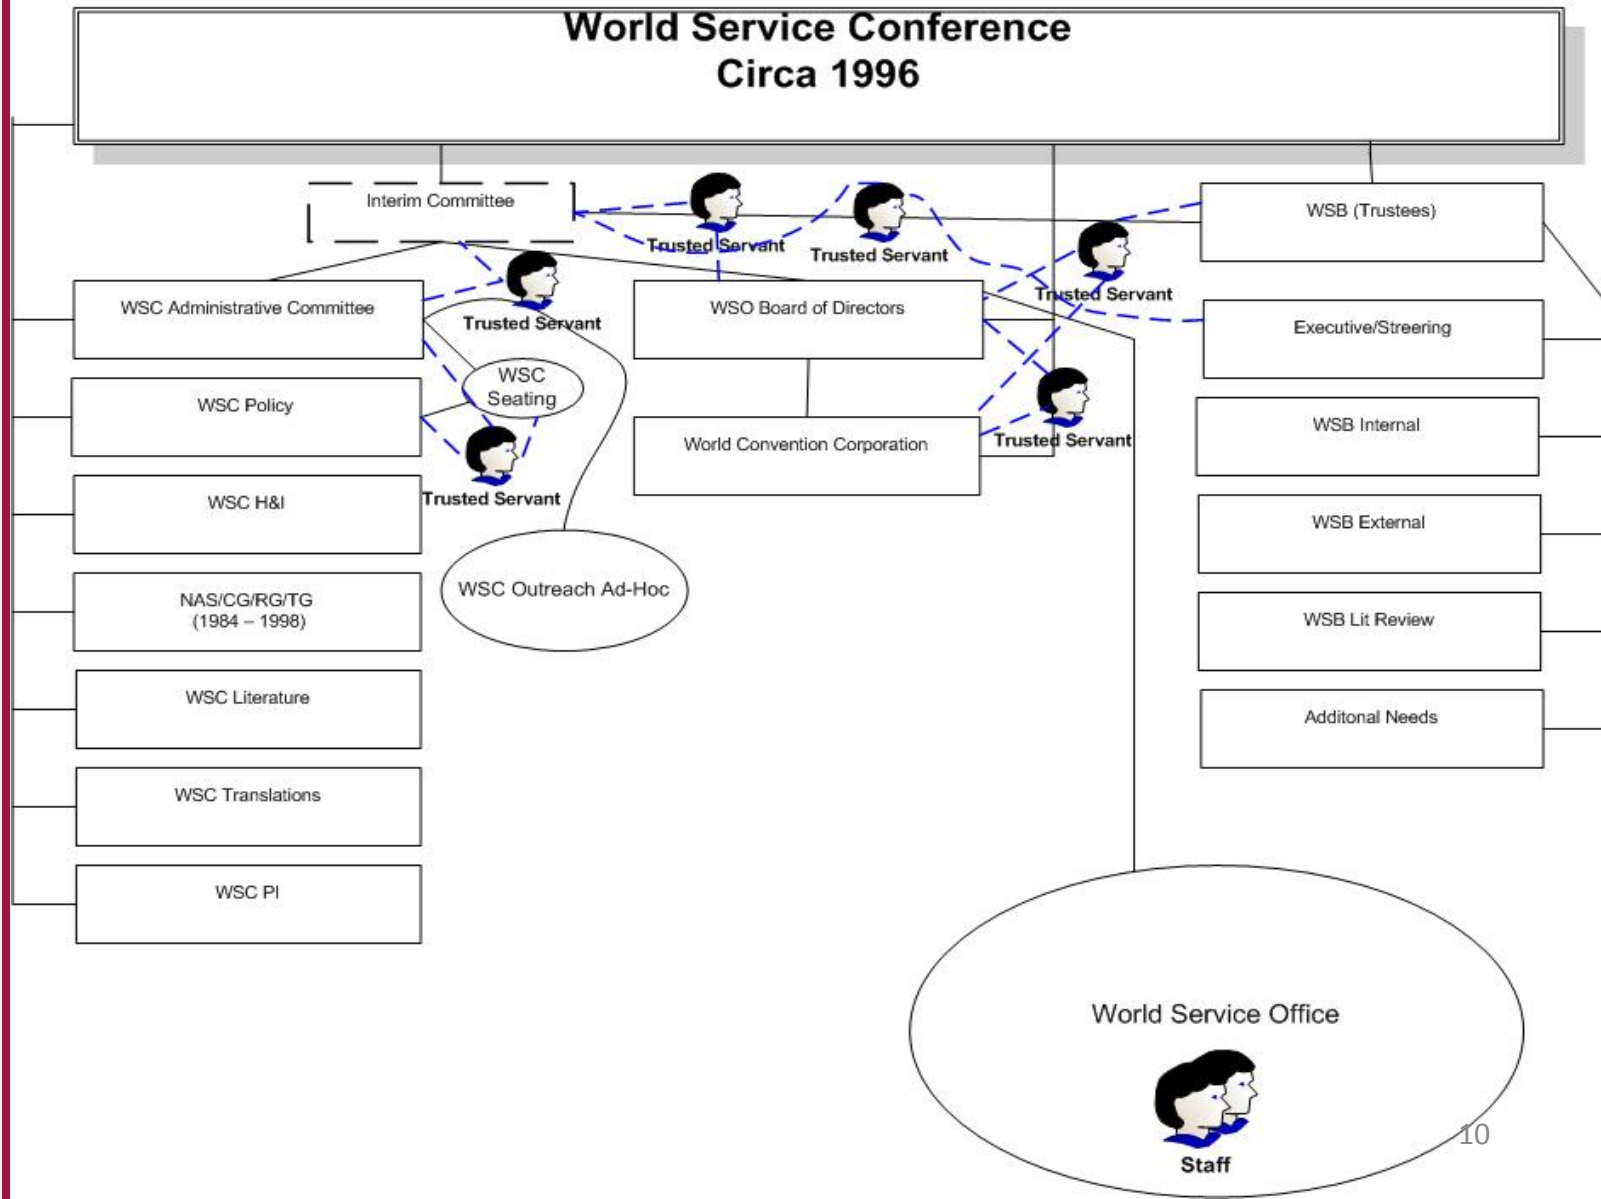 World Service Conference
Circa 1996
Interim Committee
Trusted Servant
Trusted Servant
Trusted Servant
WSB (Trustees)
WSC Administrative Committee
Trusted Servant
WSO Board of Directors
Executive/Streering
WSC
Seating
WSC Policy
Trusted Servant
World Convention Corporation
Trusted Servant
WSB Internal
WSC H&I
WSB External
NAS/CG/RG/TG
(1984 – 1998)
WSC Outreach Ad-Hoc
WSB Lit Review
WSC Literature
Additonal Needs
WSC Translations
WSC PI
World Service Office
Staff
10